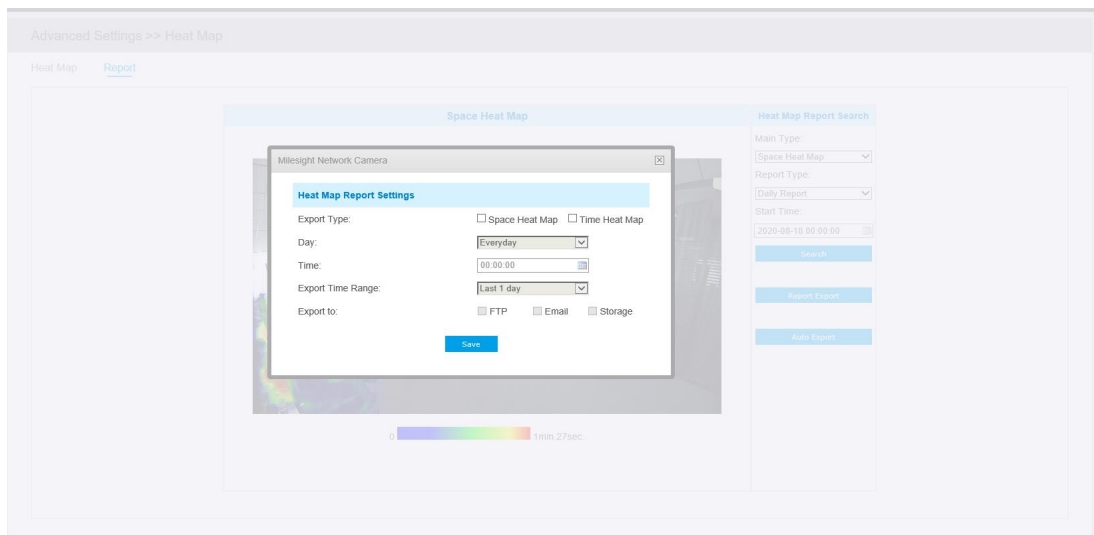 Advanced Settings >> Heat Map
Heat Map Report
Space Heat Map
Heat Map Report Search
Main Type:
Space Heat Map
Report Type:
Daily Report
Start Time:
2020-08-18 00:00:00
Search
Report Export
Auto Export
Milesight Network Camera
Heat Map Report Settings
Export Type: Space Heat Map Time Heat Map
Day: Everyday
Time: 00:00:00
Export Time Range: Last 1 day
Export to: FTP Email Storage
Save
0 1min.27sec.